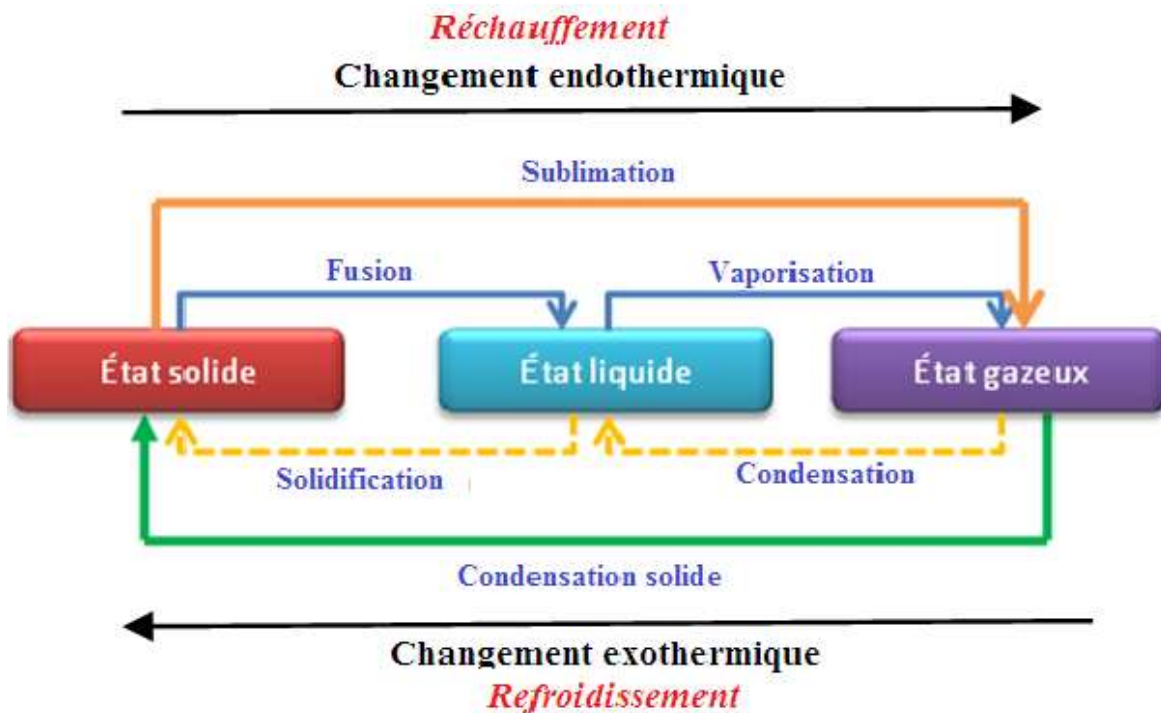 Réchauffement
Changement endothermique
Sublimation
Fusion
Vaporisation
État solide
État liquide
État gazeux
Solidification
Condensation
Condensation solide
Changement exothermique
Refroidissement